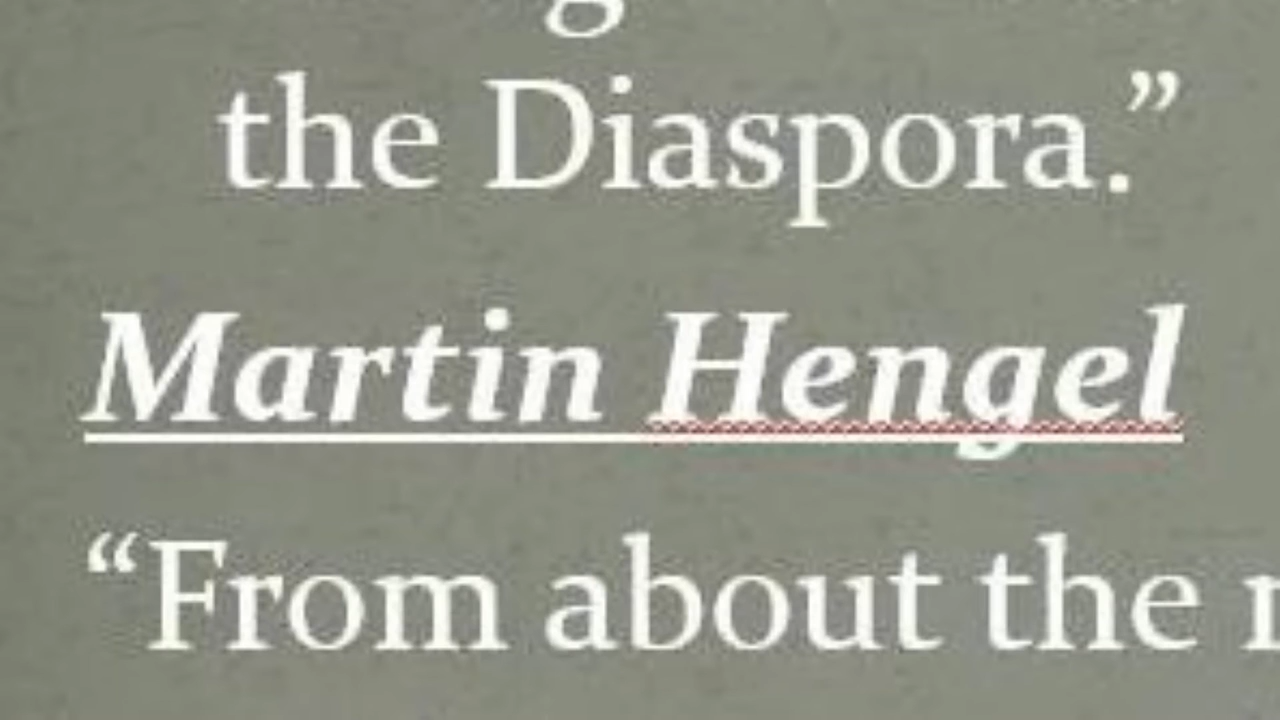 the Diaspora.”
Martin Hengel
“From about the